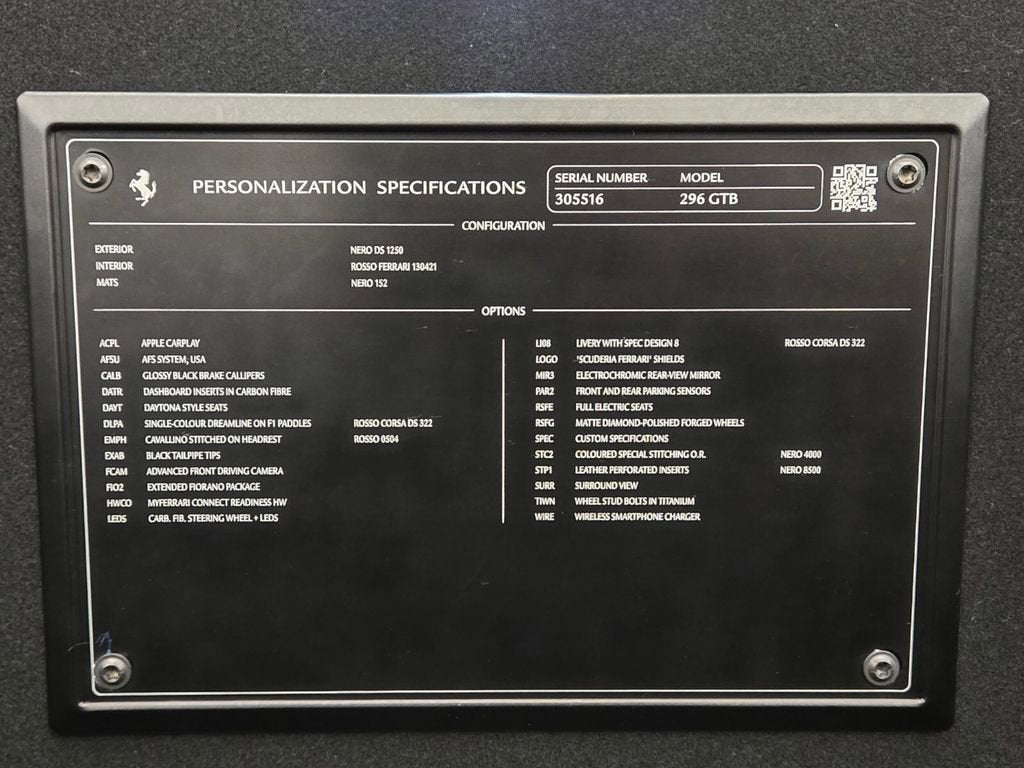 PERSONALIZATION SPECIFICATIONS
SERIAL NUMBER MODEL
305516 296 GTB
CONFIGURATION
EXTERIOR NERO DS 1250
INTERIOR ROSSO FERRARI 130421
MATS NERO 152
OPTIONS
ACPL APPLE CARPLAY
AFSU AFS SYSTEM, USA
CALB GLOSSY BLACK BRAKE CALLIPERS
DATR DASHBOARD INSERTS IN CARBON FIBRE
DAYT DAYTONA STYLE SEATS
DLPA SINGLE-COLOUR DREAMLINE ON F1 PADDLES ROSSO CORSA DS 322
EMPH CAVALLINO STITCHED ON HEADREST ROSSO 0504
EXAB BLACK TAILPIPE TIPS
FCAM ADVANCED FRONT DRIVING CAMERA
FIO2 EXTENDED FIORANO PACKAGE
HWCO MYFERRARI CONNECT READINESS HW
LEDS CARB. FIB. STEERING WHEEL + LEDS
LI08 LIVERY WITH SPEC DESIGN 8 ROSSO CORSA DS 322
LOGO 'SCUDERIA FERRARI' SHIELDS
MIR3 ELECTROCHROMIC REAR-VIEW MIRROR
PAR2 FRONT AND REAR PARKING SENSORS
RSFE FULL ELECTRIC SEATS
RSFG MATTE DIAMOND-POLISHED FORGED WHEELS
SPEC CUSTOM SPECIFICATIONS
STC2 COLOURED SPECIAL STITCHING O.R. NERO 4000
STP1 LEATHER PERFORATED INSERTS NERO 8500
SURR SURROUND VIEW
TIWN WHEEL STUD BOLTS IN TITANIUM
WIRE WIRELESS SMARTPHONE CHARGER